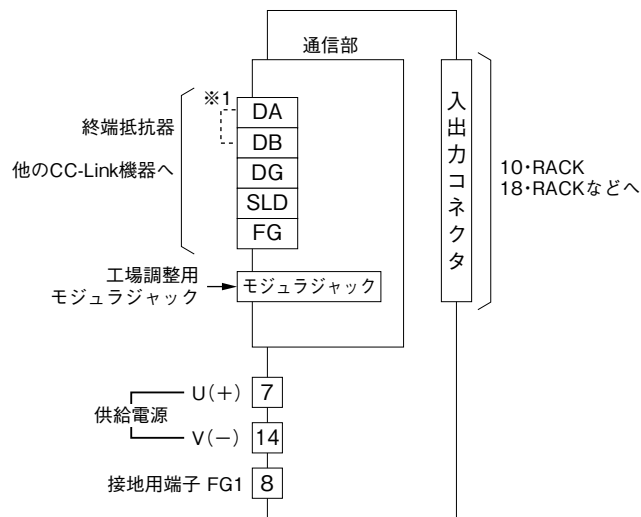 通信部
※1
DA
DB
DG
SLD
FG
終端抵抗器
他のCC-Link機器へ
工場調整用
モジュラジャック
モジュラジャック
入出力コネクタ
10・RACK
18・RACKなどへ
供給電源
U(+)
7
V(−)
14
接地用端子 FG1
8